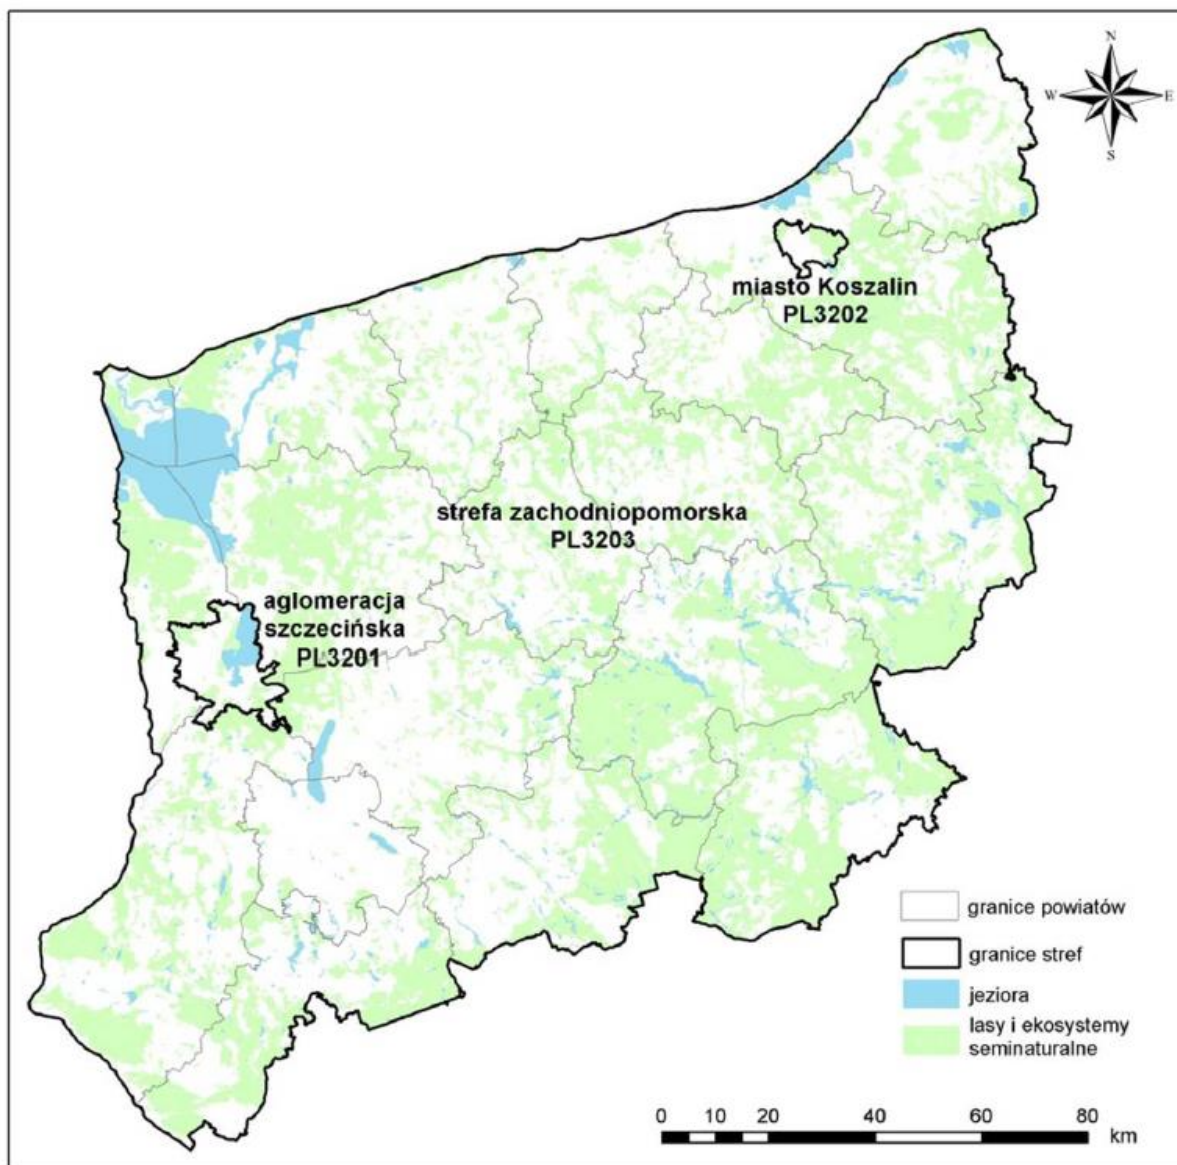 N
W E
S
miasto Koszalin
PL3202
strefa zachodniopomorska
PL3203
aglomeracja
szczecińska
PL3201
granice powiatów
granice stref
jeziora
lasy i ekosystemy
seminaturalne
0 10 20 40 60 80
km